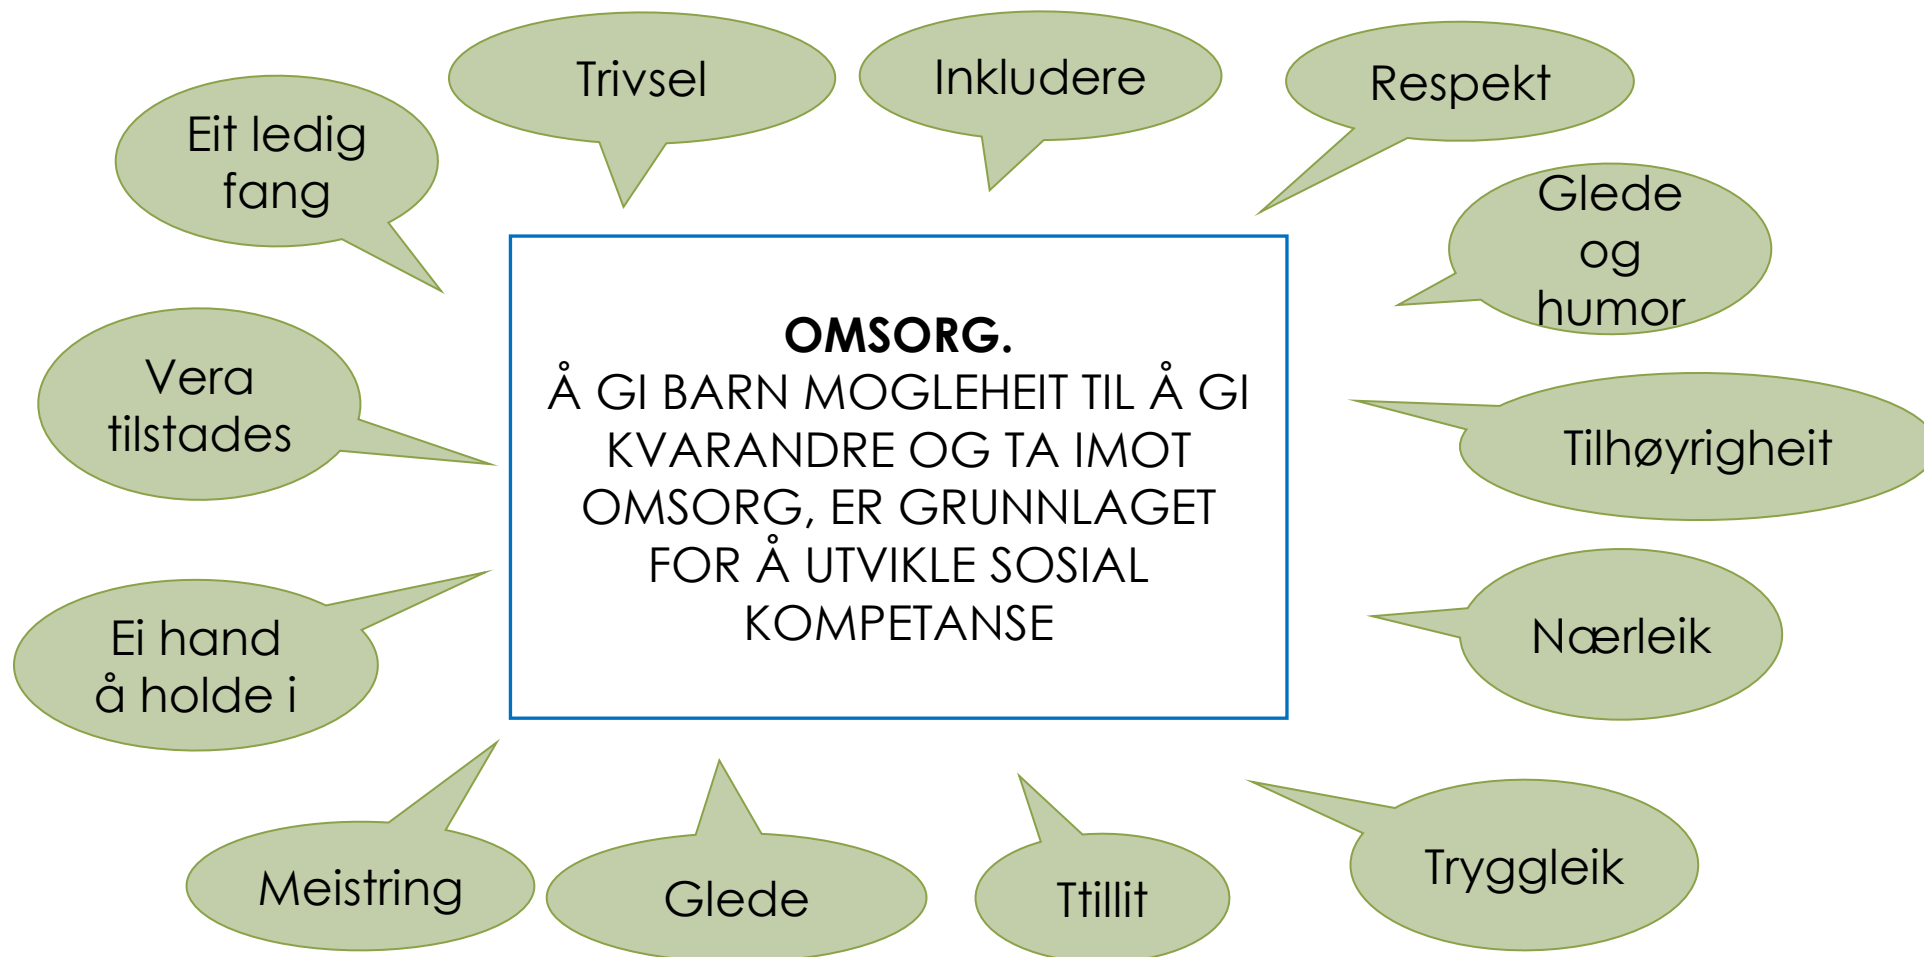 Trivsel
Inkludere
Respekt
Eit ledig
fang
Glede
og
humor
OMSORG.
Å GI BARN MOGLEHEIT TIL Å GI
KVARANDRE OG TA IMOT
OMSORG, ER GRUNNLAGET
FOR Å UTVIKLE SOSIAL
KOMPETANSE
Vera
tilstades
Tilhøyrigheit
Ei hand
å holde i
Nærleik
Meistring
Glede
Ttillit
Tryggleik